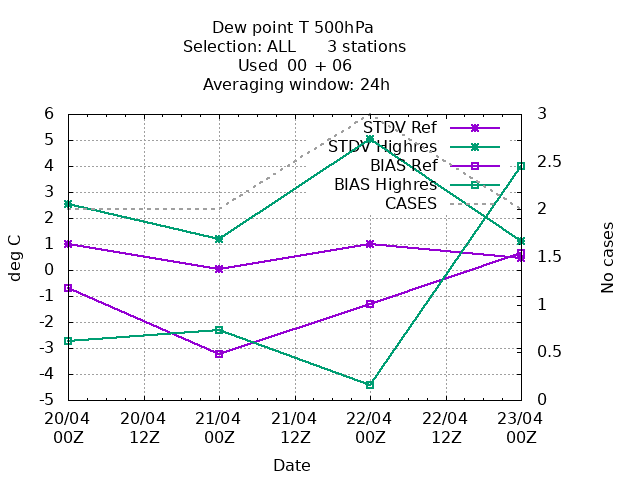 Dew point T 500hPa
Selection: ALL 3 stations
Used 00 + 06
Averaging window: 24h
6
5
4
3
2
1
0
-1
-2
-3
-4
-5
deg C
STDV Ref
STDV Highres
BIAS Ref
BIAS Highres
CASES
3
2.5
2
1.5
1
0.5
0
No cases
20/04 20/04 21/04 21/04 22/04 22/04 23/04
00Z 12Z 00Z 12Z 00Z 12Z 00Z
Date